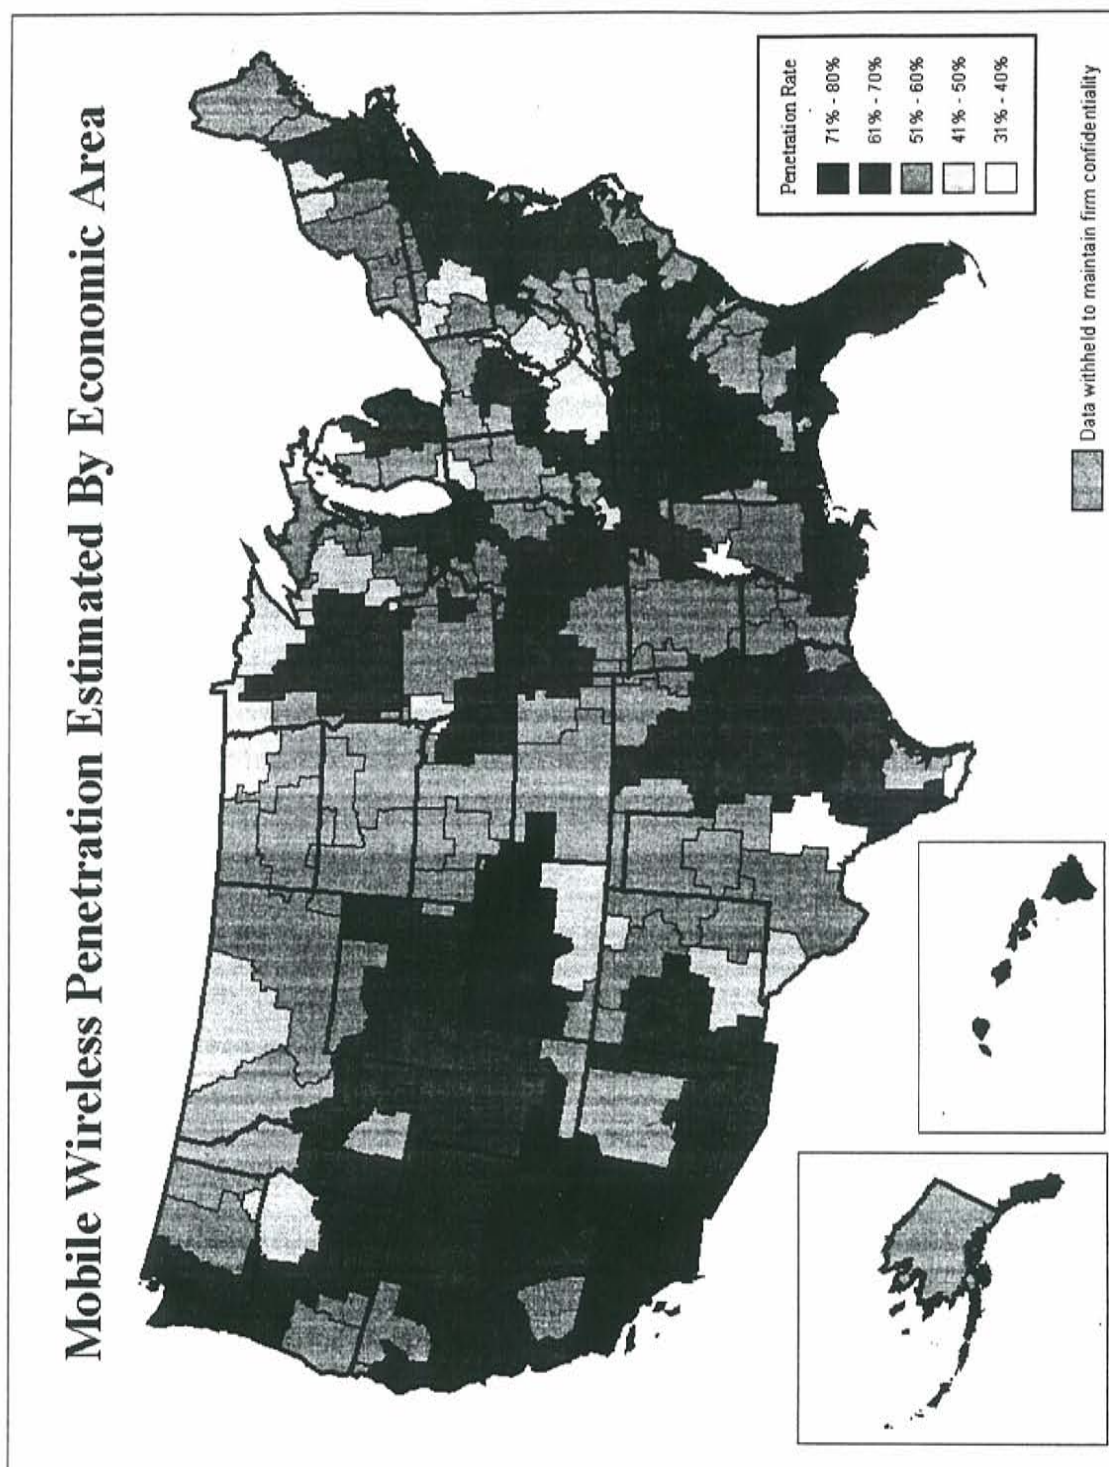 Mobile Wireless Penetration Estimated By Economic Area
Penetration Rate
71% - 80%
61% - 70%
51% - 60%
41% - 50%
31% - 40%
Data withheld to maintain firm confidentiality